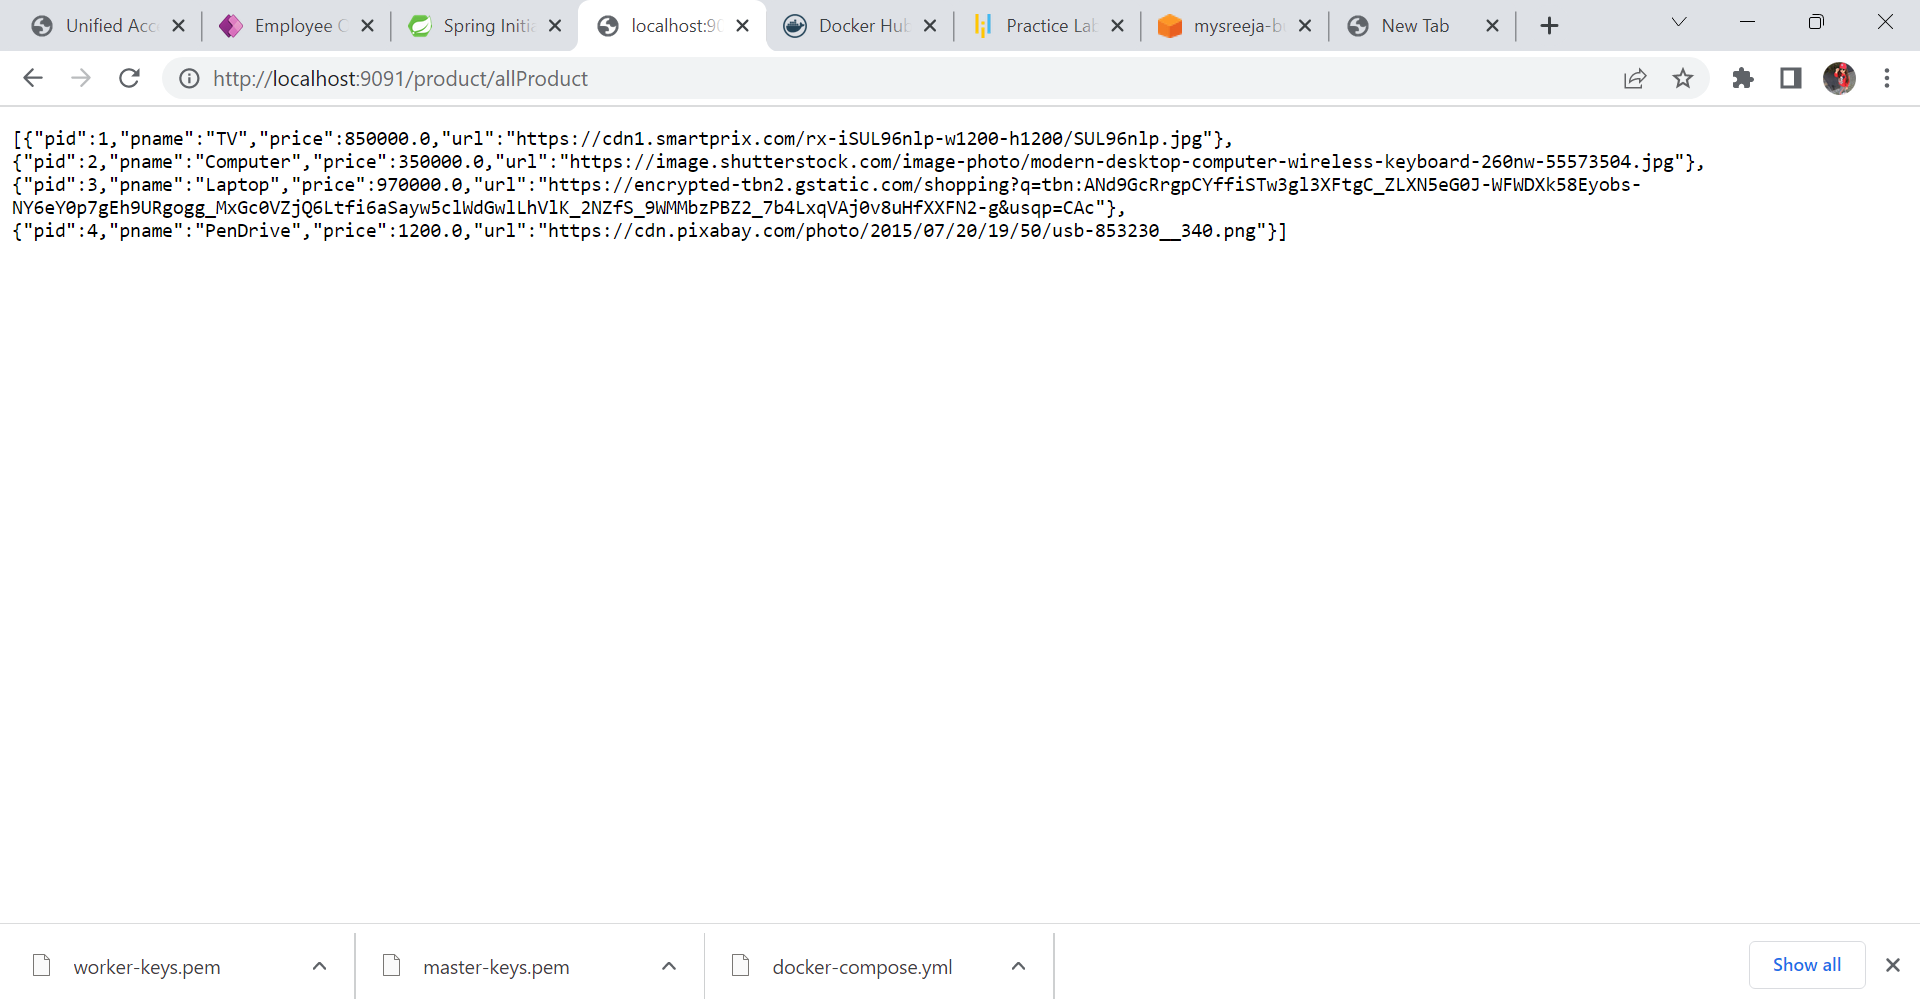 Unified Acc
Employee C
Spring Initia
localhost:90
Docker Hub
Practice Lab
mysreeja-bu
New Tab
http://localhost:9091/product/allProduct
[{"pid":1,"pname":"TV","price":850000.0,"url":"https://cdn1.smartprix.com/rx-iSUL96nlp-w1200-h1200/SUL96nlp.jpg"},
{"pid":2,"pname":"Computer","price":350000.0,"url":"https://image.shutterstock.com/image-photo/modern-desktop-computer-wireless-keyboard-260nw-55573504.jpg"},
{"pid":3,"pname":"Laptop","price":970000.0,"url":"https://encrypted-tbn2.gstatic.com/shopping?q=tbn:ANd9GcRrgpCYffiSTw3gl3XFtgC_ZLXN5eG0J-WFWDXk58Eyobs-
NY6eY0p7gEh9URgogg_MxGc0VZjQ6Ltfi6aSayw5clWdGwlLhVlK_2NZfS_9WMMbzPBZ2_7b4LxqVAj0v8uHfXXFN2-g&usqp=CAc"},
{"pid":4,"pname":"PenDrive","price":1200.0,"url":"https://cdn.pixabay.com/photo/2015/07/20/19/50/usb-853230__340.png"}]
worker-keys.pem
master-keys.pem
docker-compose.yml
Show all